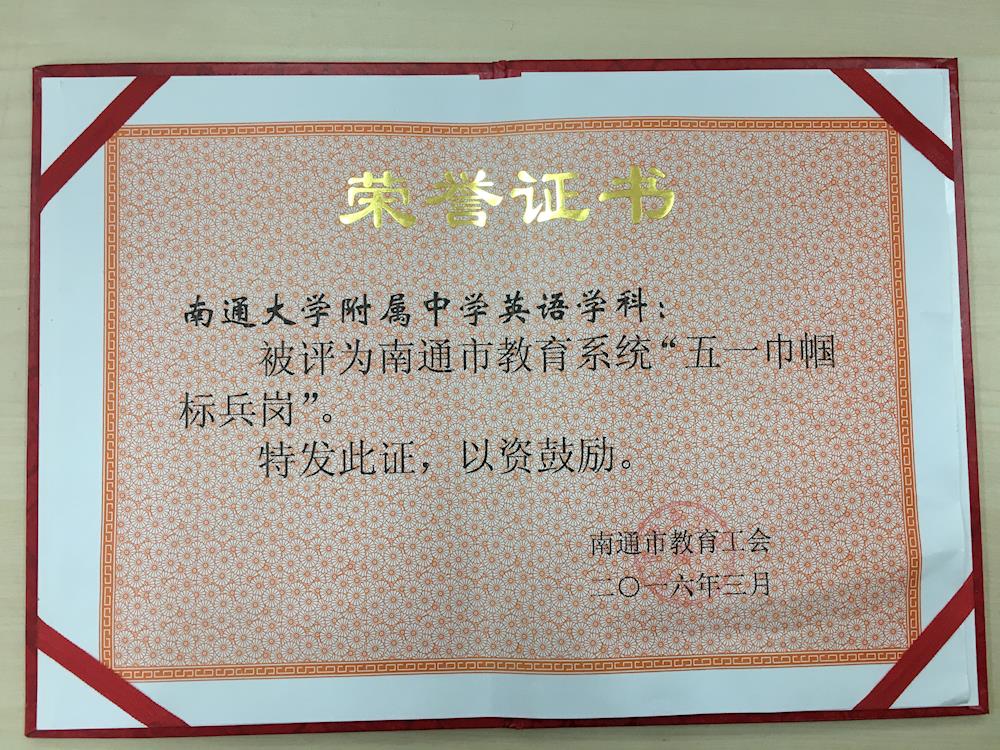 荣誉证书
南通大学附属中学英语学科：
被评为南通市教育系统“五一巾帼
标兵岗”。
特发此证，以资鼓励。
南通市教育工会
二〇一六年三月